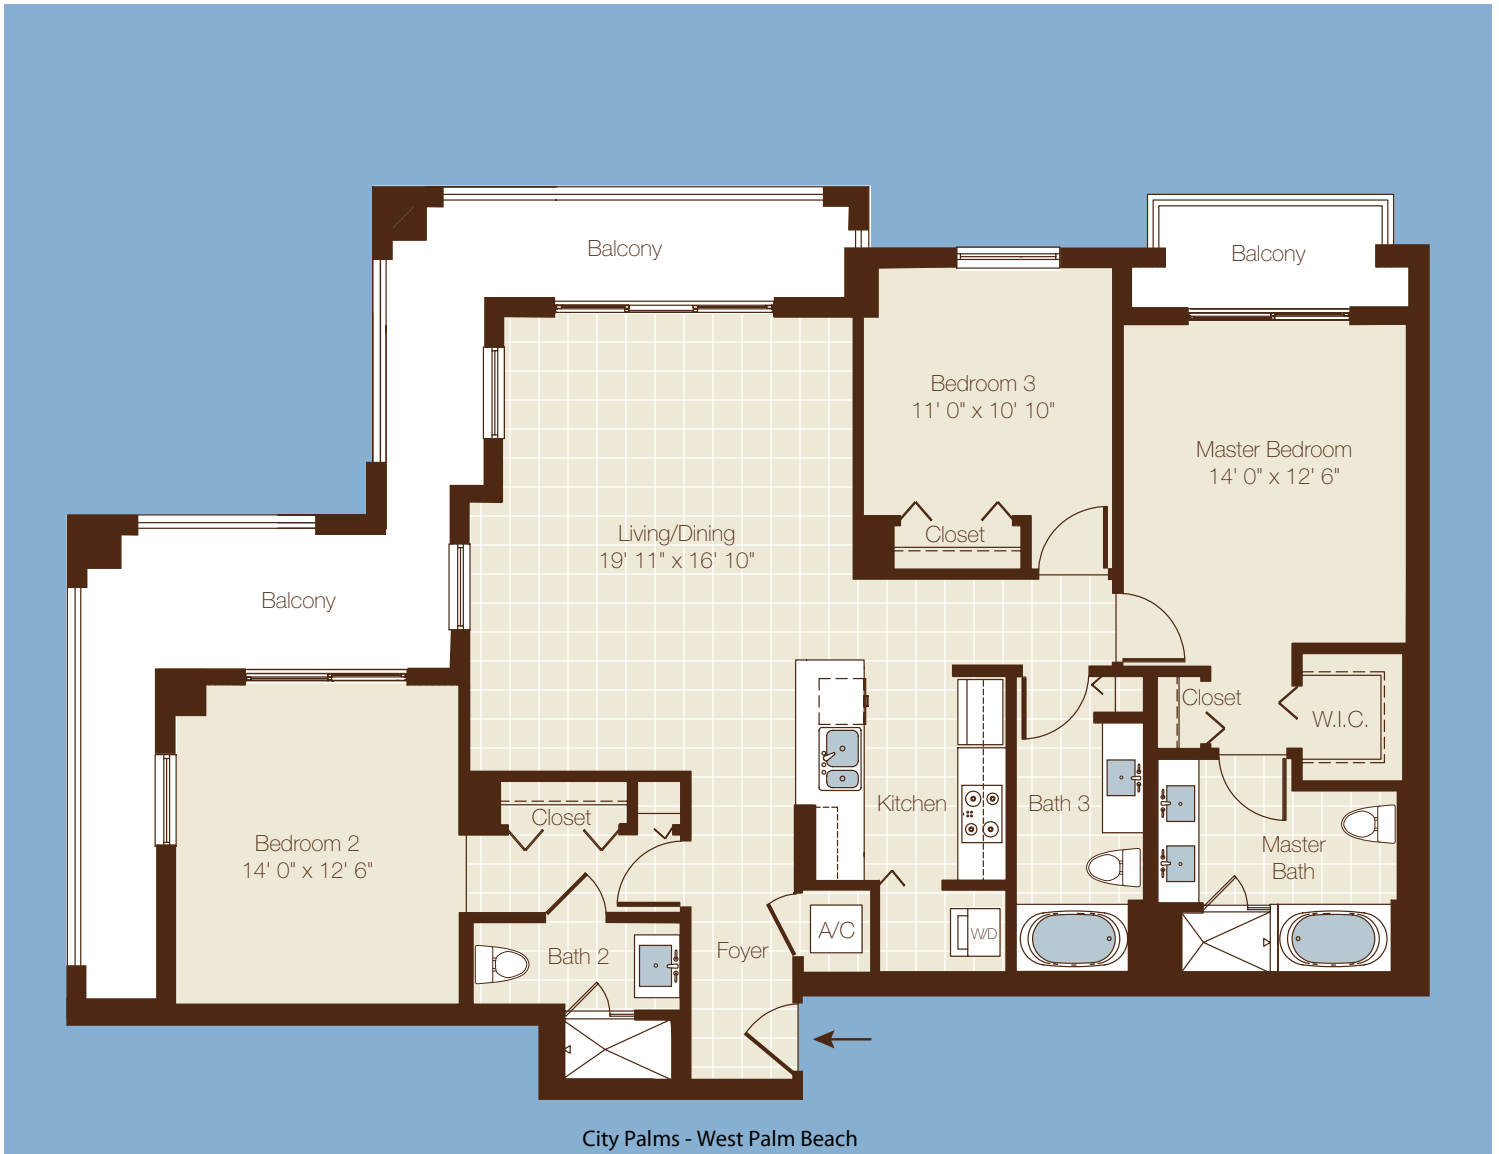 Balcony
Balcony
Bedroom 3
11' 0" x 10' 10"
Master Bedroom
14' 0" x 12' 6"
Living/Dining
19' 11" x 16' 10"
Closet
Balcony
Closet
W.I.C.
Kitchen
Bath 3
Closet
Bedroom 2
14' 0" x 12' 6"
Master
Bath
A/C
W/D
Foyer
Bath 2
City Palms - West Palm Beach